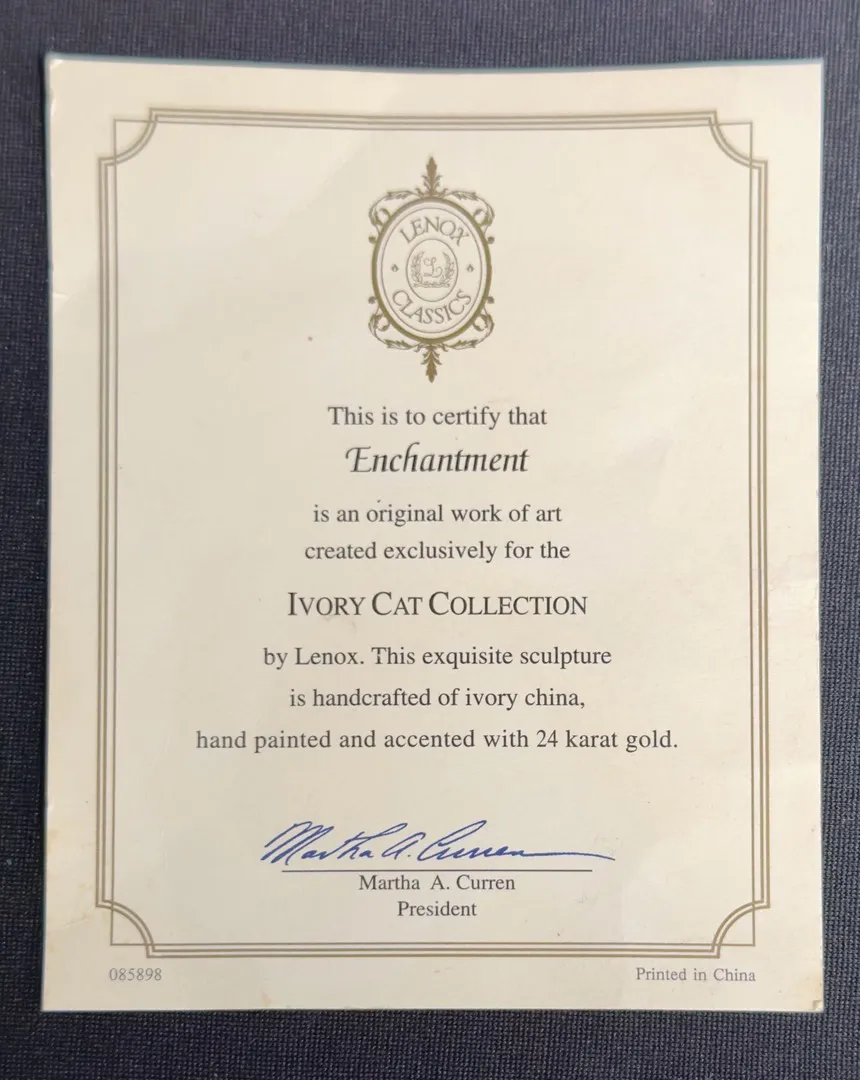 LENOX
L
CLASSICS
This is to certify that
Enchantment
is an original work of art
created exclusively for the
IVORY CAT COLLECTION
by Lenox. This exquisite sculpture
is handcrafted of ivory china,
hand painted and accented with 24 karat gold.
Martha A. Curren
Martha A. Curren
President
085898
Printed in China